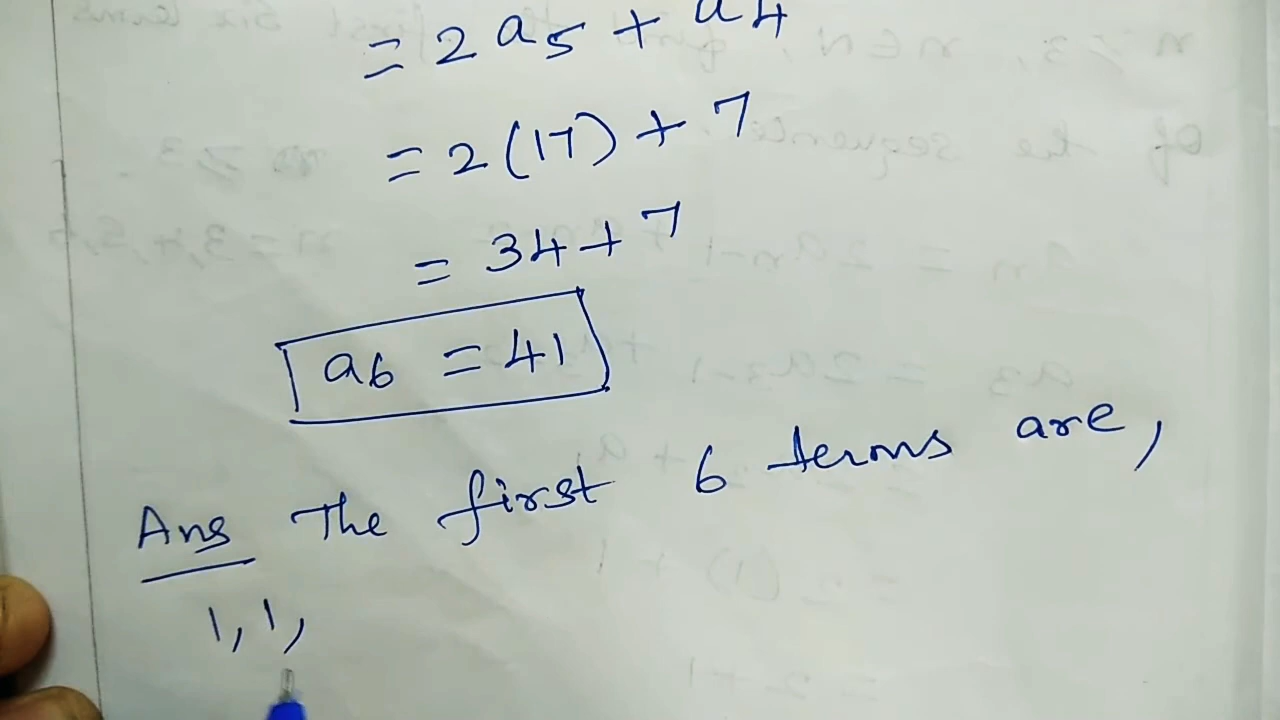 = 2a₅ + a₄
= 2(17) + 7
= 34 + 7
a₆ = 41
Ans The first 6 terms are,
1, 1,